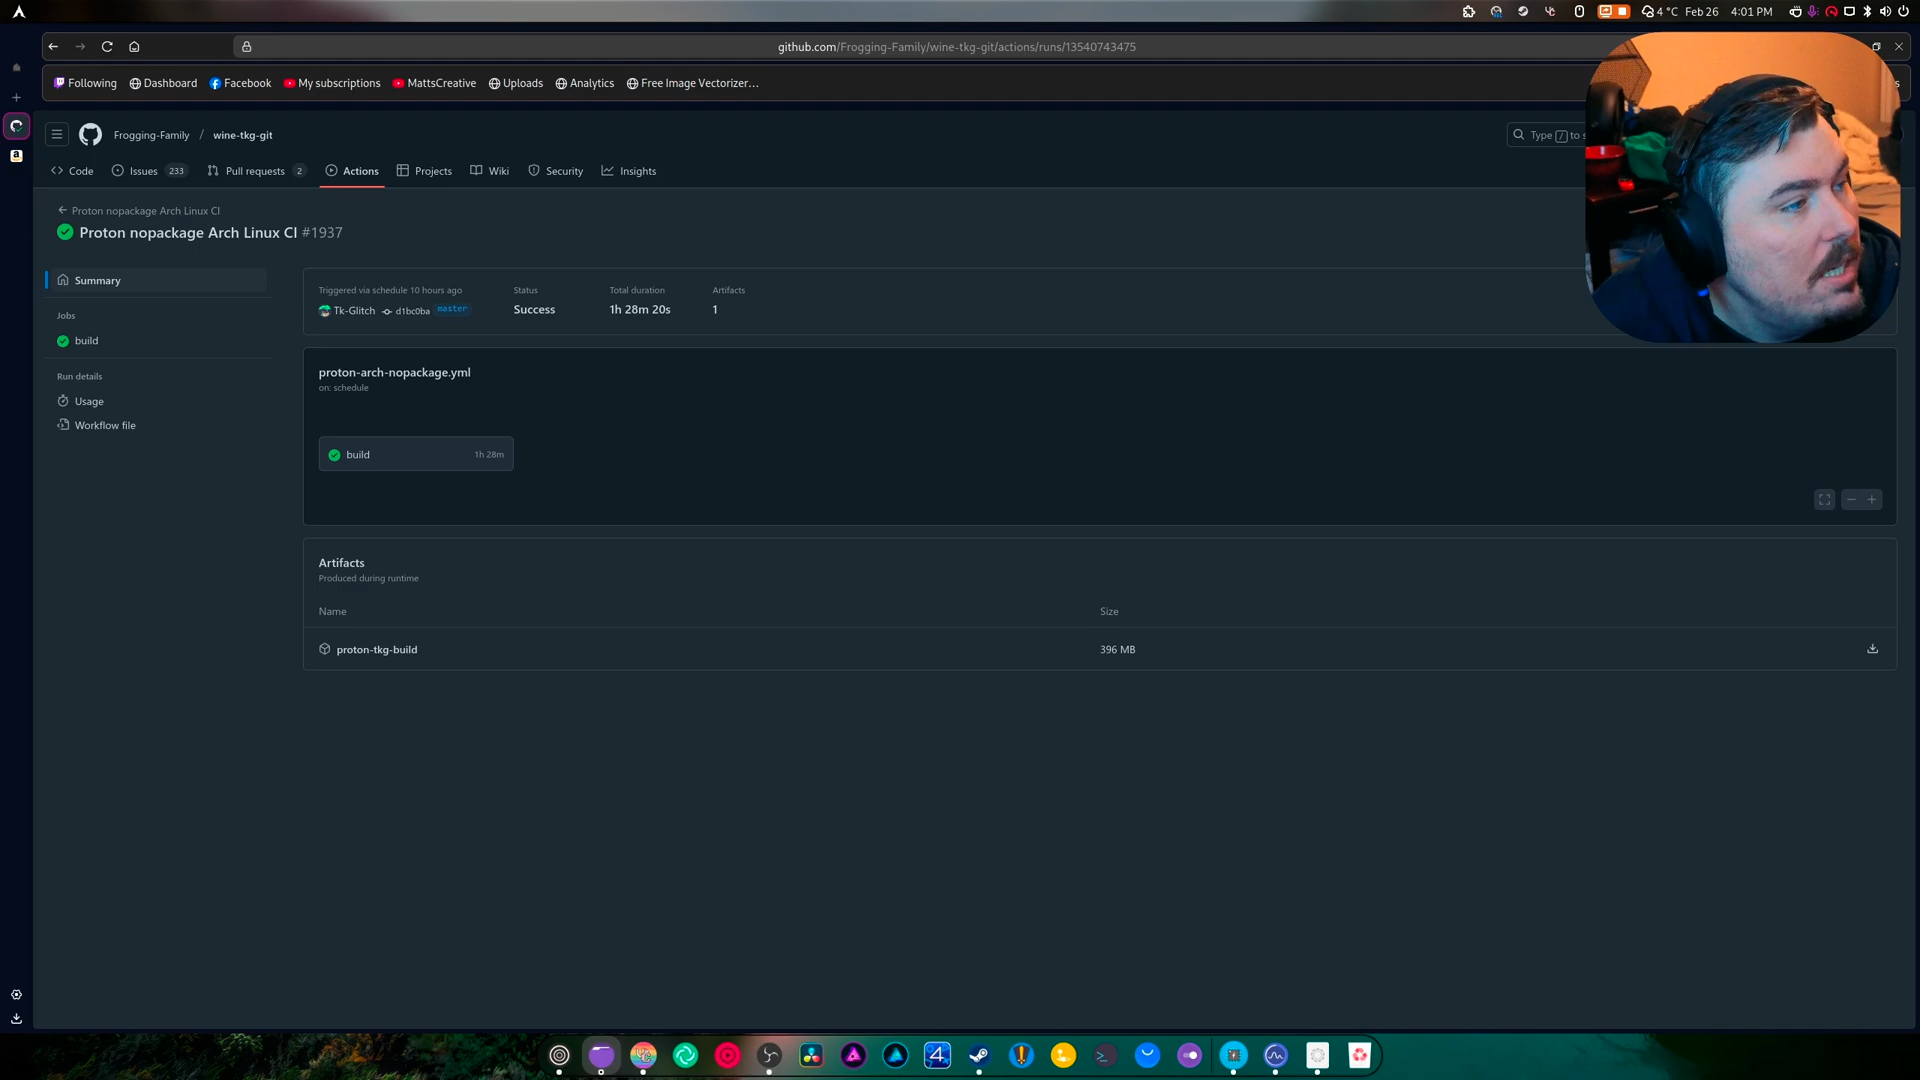 4 °C Feb 26 4:01 PM
github.com/Frogging-Family/wine-tkg-git/actions/runs/13540743475
Following Dashboard Facebook My subscriptions MattsCreative Uploads Analytics Free Image Vectorizer…
Frogging-Family / wine-tkg-git
Type / to s
Code Issues 233 Pull requests 2 Actions Projects Wiki Security Insights
Proton nopackage Arch Linux CI
Proton nopackage Arch Linux CI #1937
Summary
Jobs
build
Run details
Usage
Workflow file
Triggered via schedule 10 hours ago Status Total duration Artifacts
Tk-Glitch d1bc0ba master Success 1h 28m 20s 1
proton-arch-nopackage.yml
on: schedule
build 1h 28m
Artifacts
Produced during runtime
Name Size
proton-tkg-build 396 MB